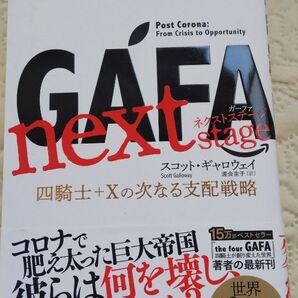 Post Corona:
From Crisis to Opportunity
GAFA
ガーファ
next
ネクストステージ
stage
スコット・ギャロウェイ
Scott Galloway
渡会圭子［訳］
四騎士+Xの次なる支配戦略
コロナで
肥え太った巨大帝国
彼らは何を壊し
15万部ベストセラー
the four GAFA
四騎士が創り変えた世界
著者の最新刊
世界